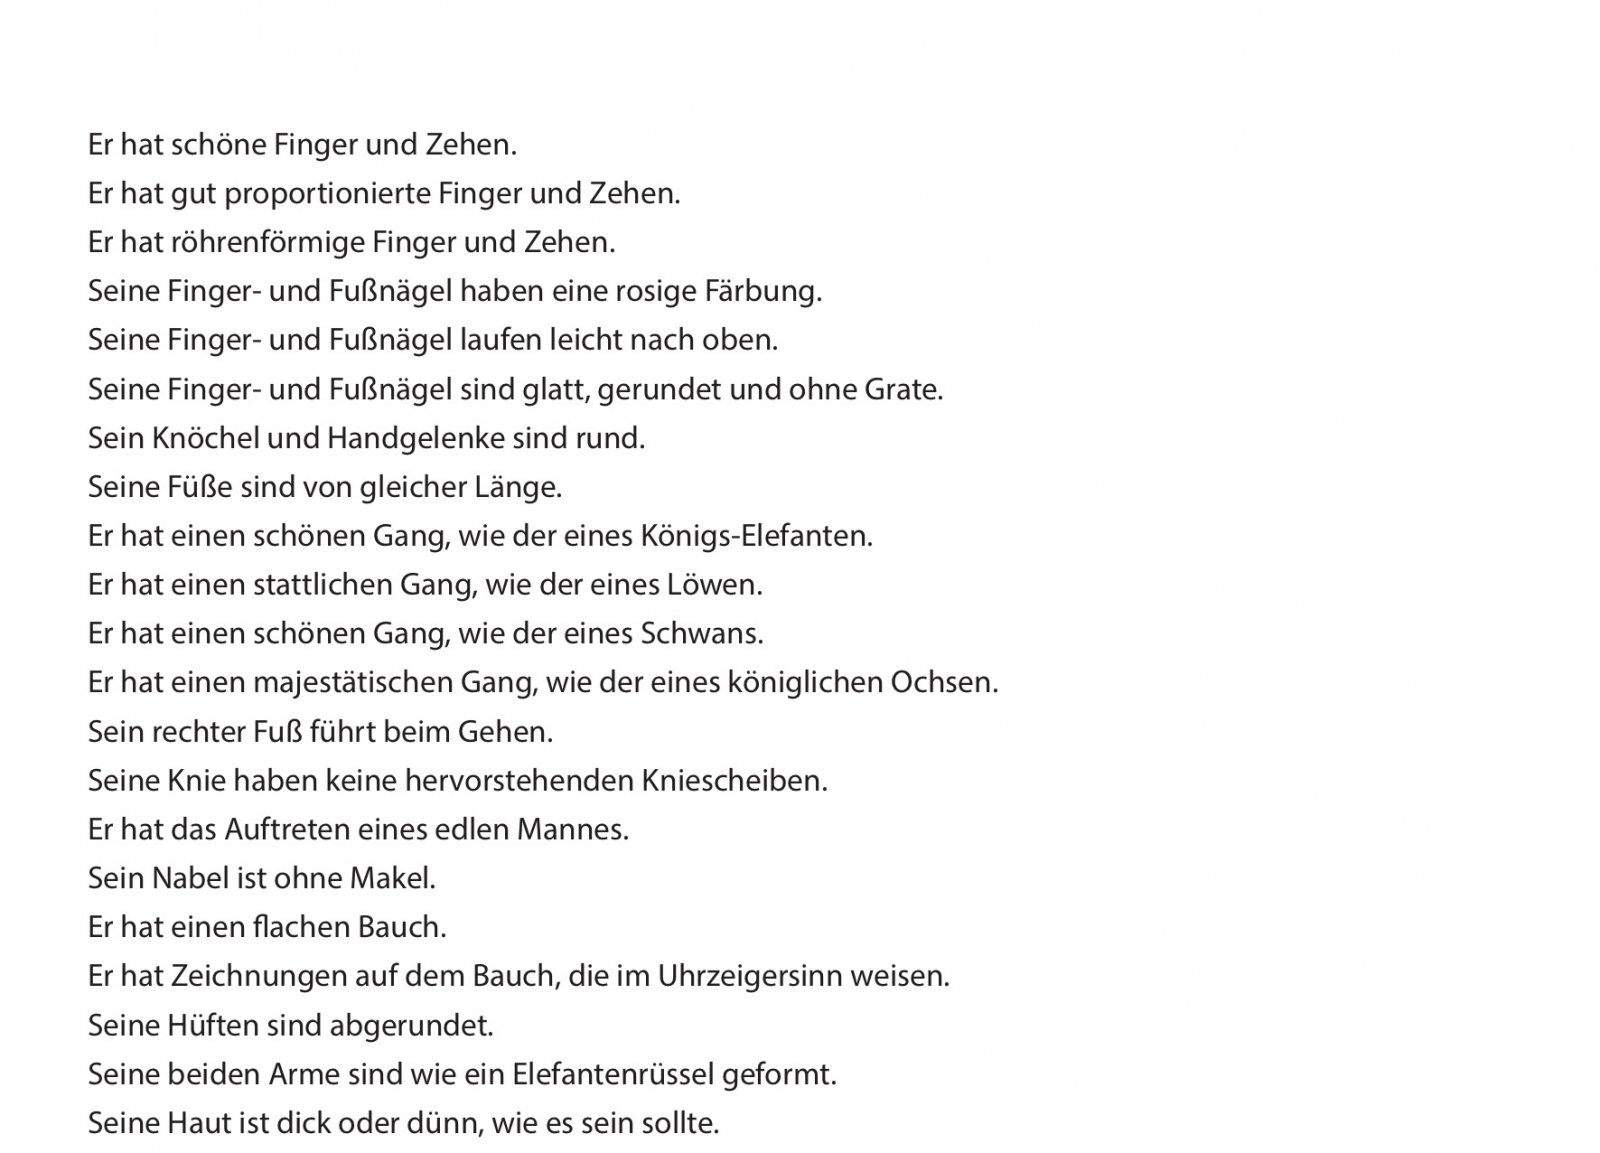 Er hat schöne Finger und Zehen.
Er hat gut proportionierte Finger und Zehen.
Er hat röhrenförmige Finger und Zehen.
Seine Finger- und Fußnägel haben eine rosige Färbung.
Seine Finger- und Fußnägel laufen leicht nach oben.
Seine Finger- und Fußnägel sind glatt, gerundet und ohne Grate.
Sein Knöchel und Handgelenke sind rund.
Seine Füße sind von gleicher Länge.
Er hat einen schönen Gang, wie der eines Königs-Elefanten.
Er hat einen stattlichen Gang, wie der eines Löwen.
Er hat einen schönen Gang, wie der eines Schwans.
Er hat einen majestätischen Gang, wie der eines königlichen Ochsen.
Sein rechter Fuß führt beim Gehen.
Seine Knie haben keine hervorstehenden Kniescheiben.
Er hat das Auftreten eines edlen Mannes.
Sein Nabel ist ohne Makel.
Er hat einen flachen Bauch.
Er hat Zeichnungen auf dem Bauch, die im Uhrzeigersinn weisen.
Seine Hüften sind abgerundet.
Seine beiden Arme sind wie ein Elefantenrüssel geformt.
Seine Haut ist dick oder dünn, wie es sein sollte.